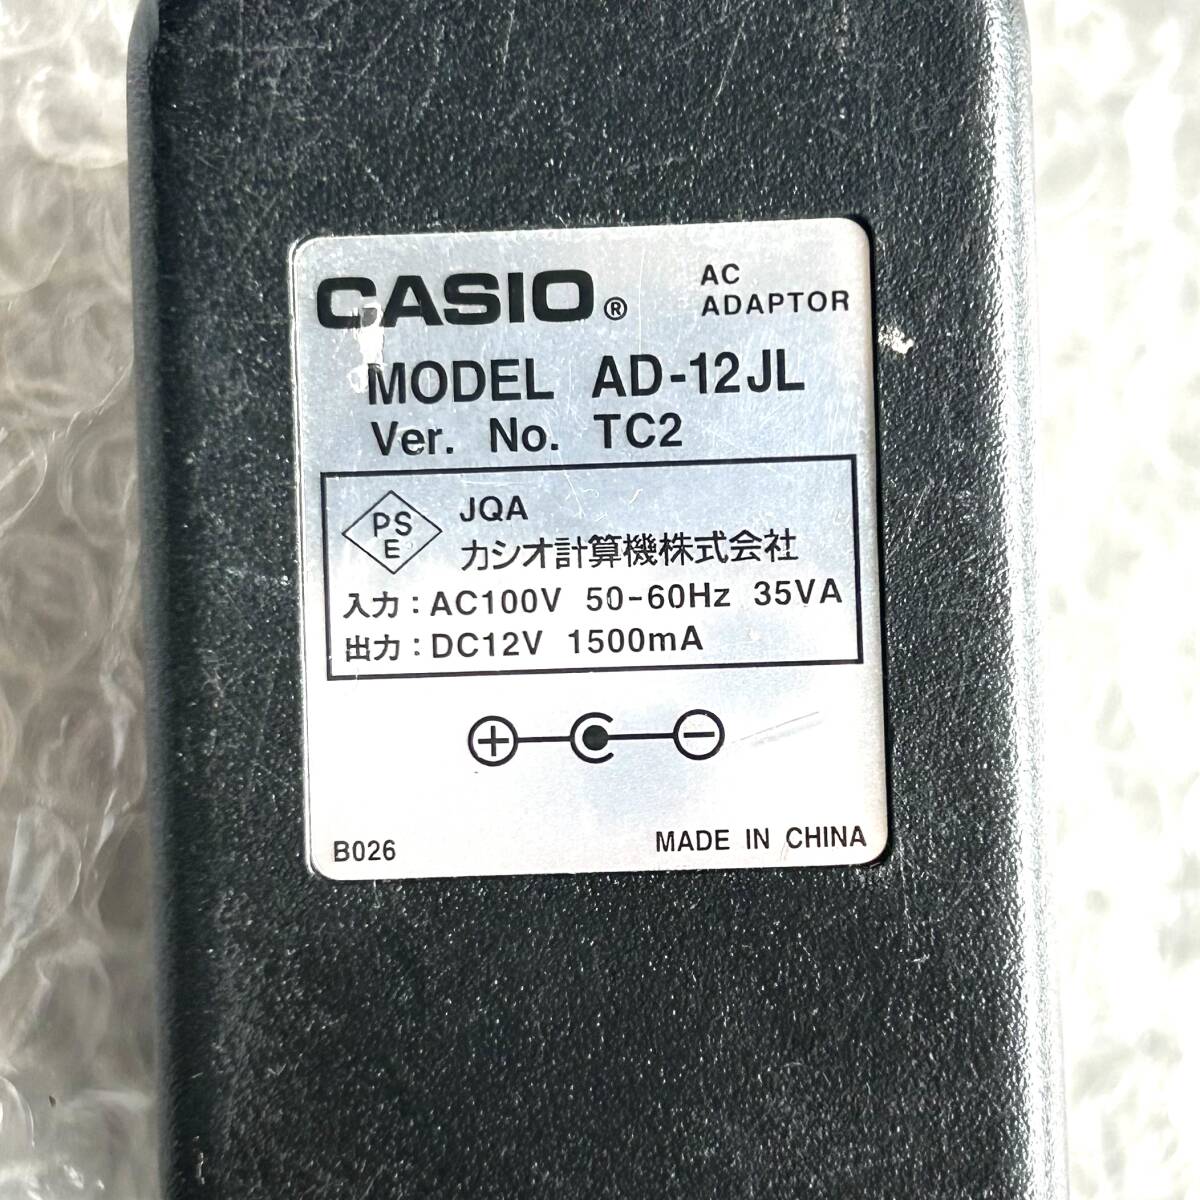 CASIO®
AC
ADAPTOR
MODEL AD-12JL
Ver. No. TC2
PS
E
JQA
カシオ計算機株式会社
入力：AC100V 50-60Hz 35VA
出力：DC12V 1500mA
B026
MADE IN CHINA